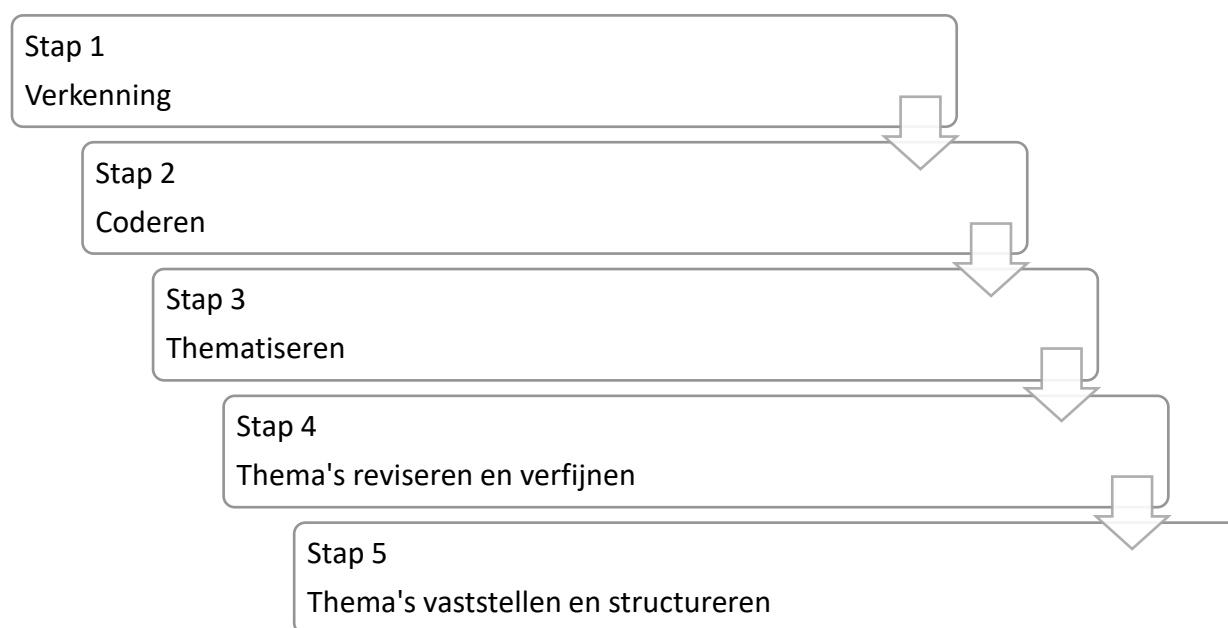 Stap 1
Verkenning
Stap 2
Coderen
Stap 3
Thematiseren
Stap 4
Thema's reviseren en verfijnen
Stap 5
Thema's vaststellen en structureren